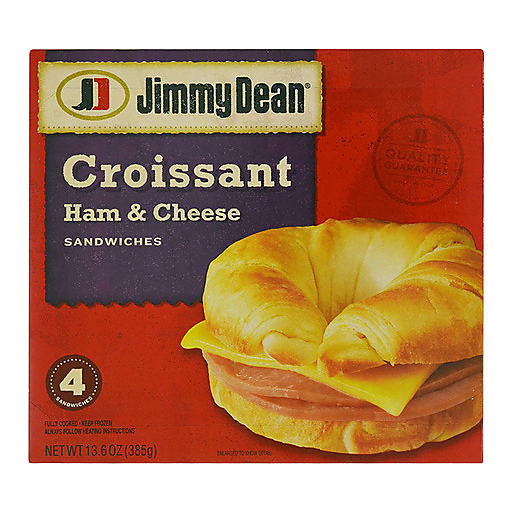 JD Jimmy Dean®
Croissant
Ham & Cheese
SANDWICHES
QUALITY
GUARANTEE
4
SANDWICHES
FULLY COOKED • KEEP FROZEN
ALWAYS FOLLOW HEATING INSTRUCTIONS
NET WT 13.6 OZ (385g)
ENLARGED TO SHOW DETAIL